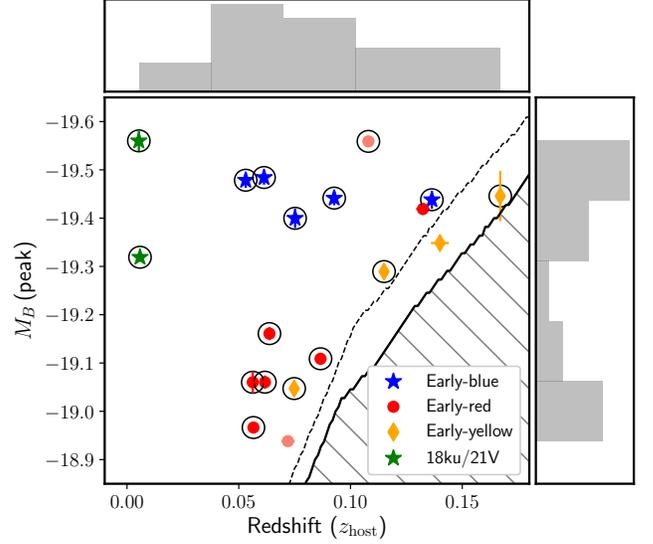 −19.6
−19.5
−19.4
−19.3
−19.2
−19.1
−19.0
−18.9
M_B (peak)
Early-blue
Early-red
Early-yellow
18ku/21V
0.00 0.05 0.10 0.15
Redshift (z_host)